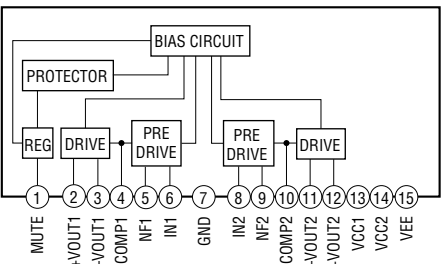 BIAS CIRCUIT
PROTECTOR
REG
DRIVE
PRE
DRIVE
PRE
DRIVE
DRIVE
1 2 3 4 5 6 7 8 9 10 11 12 13 14 15
MUTE
+VOUT1
-VOUT1
COMP1
NF1
IN1
GND
IN2
NF2
COMP2
-VOUT2
-VOUT2
VCC1
VCC2
VEE